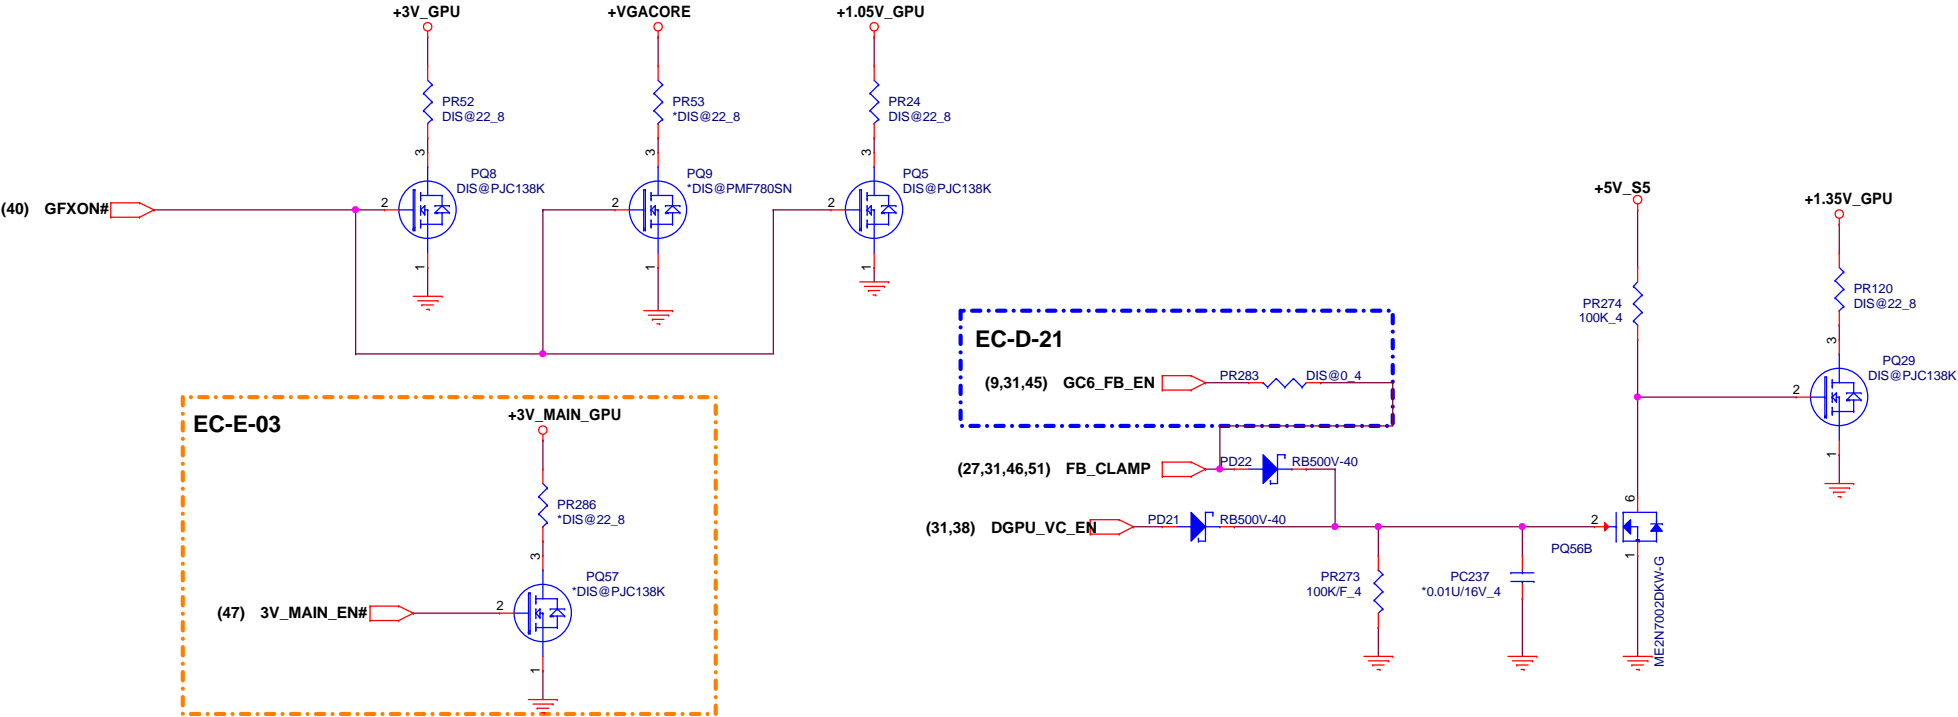 +3V_GPU
+VGACORE
+1.05V_GPU
PR52
DIS@22_8
PR53
*DIS@22_8
PR24
DIS@22_8
3
3
3
PQ8
DIS@PJC138K
PQ9
*DIS@PMF780SN
PQ5
DIS@PJC138K
(40) GFXON#
2
2
2
1
1
1
+5V_S5
+1.35V_GPU
PR274
100K_4
PR120
DIS@22_8
3
PQ29
DIS@PJC138K
2
1
EC-D-21
(9,31,45) GC6_FB_EN
PR283
DIS@0_4
(27,31,46,51) FB_CLAMP
PD22
RB500V-40
(31,38) DGPU_VC_EN
PD21
RB500V-40
2
6
1
PQ56B
ME2N7002DKW-G
PR273
100K/F_4
PC237
*0.01U/16V_4
EC-E-03
+3V_MAIN_GPU
PR286
*DIS@22_8
3
PQ57
*DIS@PJC138K
(47) 3V_MAIN_EN#
2
1